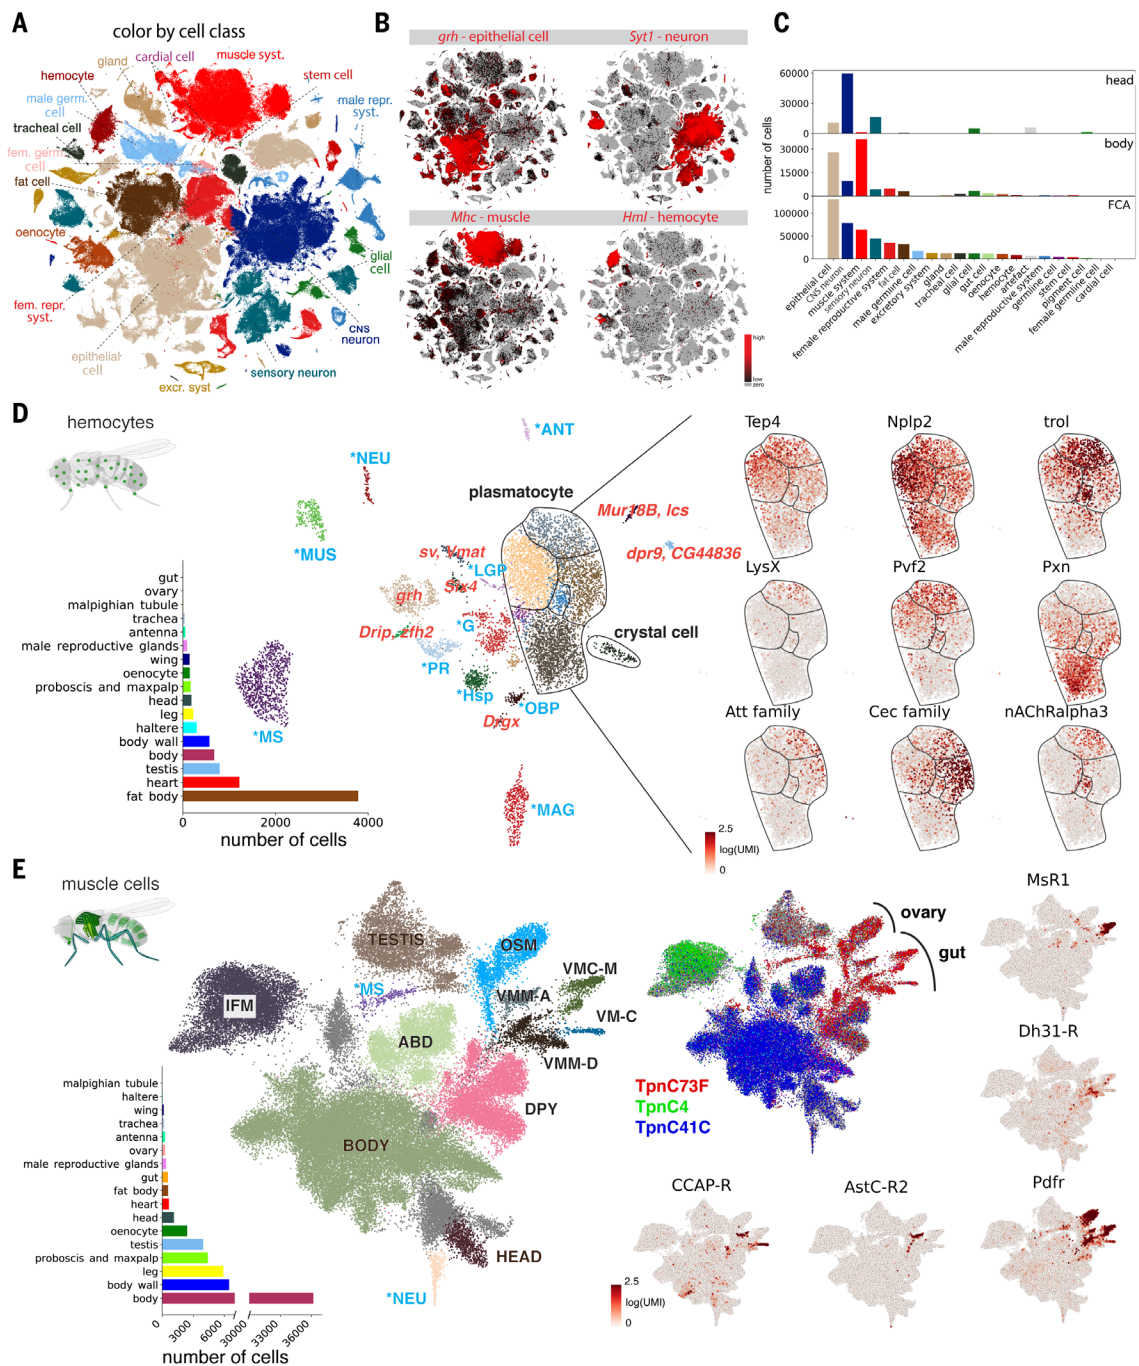 A
color by cell class
gland
cardial cell
muscle syst.
hemocyte
stem cell
male germ.
cell
male repr.
syst.
tracheal cell
fem. germ.
cell
fat cell
oenocyte
glial
cell
fem. repr.
syst.
CNS
neuron
epithelial
cell
sensory neuron
excr. syst
B
grh - epithelial cell
Syt1 - neuron
Mhc - muscle
Hml - hemocyte
high
low
zero
C
60000
head
30000
0
30000
body
15000
0
FCA
100000
50000
0
number of cells
epithelial cell
CNS neuron
muscle system
sensory neuron
female reproductive system
fat cell
male germline cell
excretory system
gland
tracheal cell
glial cell
gut cell
oenocyte
hemocyte
artefact
male reproductive system
germline cell
stem cell
pigment cell
female germline cell
cardial cell
D
hemocytes
*ANT
*NEU
plasmatocyte
Mur18B, lcs
*MUS
sv, Vmat
dpr9, CG44836
*LGP
Six4
grh
*G
Drip, zfh2
crystal cell
*PR
*Hsp
*OBP
Drgx
*MS
*MAG
gut
ovary
malpighian tubule
trachea
antenna
male reproductive glands
wing
oenocyte
proboscis and maxpalp
head
leg
haltere
body wall
body
testis
heart
fat body
0
2000
4000
number of cells
Tep4
Nplp2
trol
LysX
Pvf2
Pxn
Att family
Cec family
nAChRalpha3
2.5
log(UMI)
0
E
muscle cells
TESTIS
OSM
IFM
*MS
VMC-M
VMM-A
VM-C
ABD
VMM-D
DPY
BODY
HEAD
*NEU
malpighian tubule
haltere
wing
trachea
antenna
ovary
male reproductive glands
gut
fat body
heart
head
oenocyte
testis
proboscis and maxpalp
leg
body wall
body
0
3000
6000
30000
33000
36000
number of cells
ovary
gut
TpnC73F
TpnC4
TpnC41C
MsR1
Dh31-R
CCAP-R
AstC-R2
Pdfr
2.5
log(UMI)
0